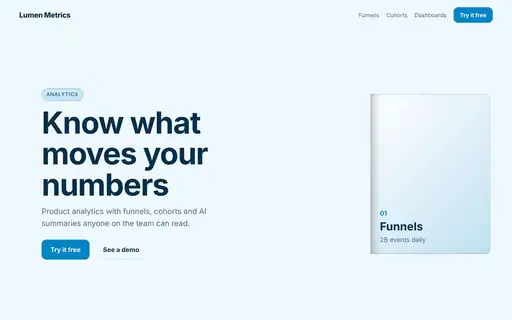 Lumen Metrics
Funnels
Cohorts
Dashboards
Try it free
ANALYTICS
Know what
moves your
numbers
Product analytics with funnels, cohorts and AI
summaries anyone on the team can read.
Try it free
See a demo
01
Funnels
2B events daily